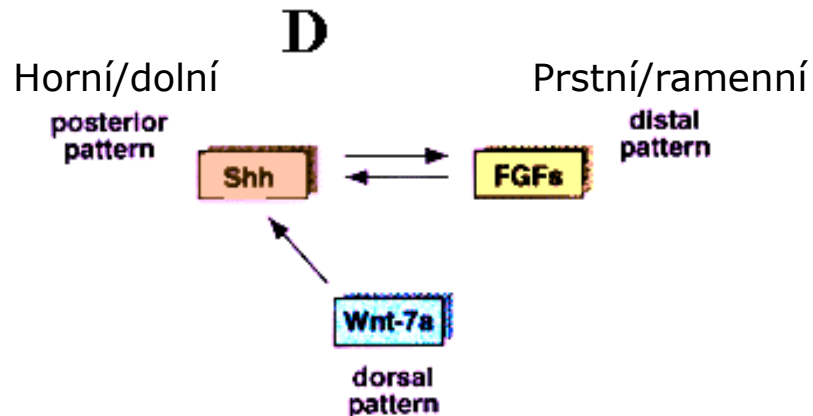 D
Horní/dolní
Prstní/ramenní
posterior
pattern
distal
pattern
Shh
FGFs
Wnt-7a
dorsal
pattern